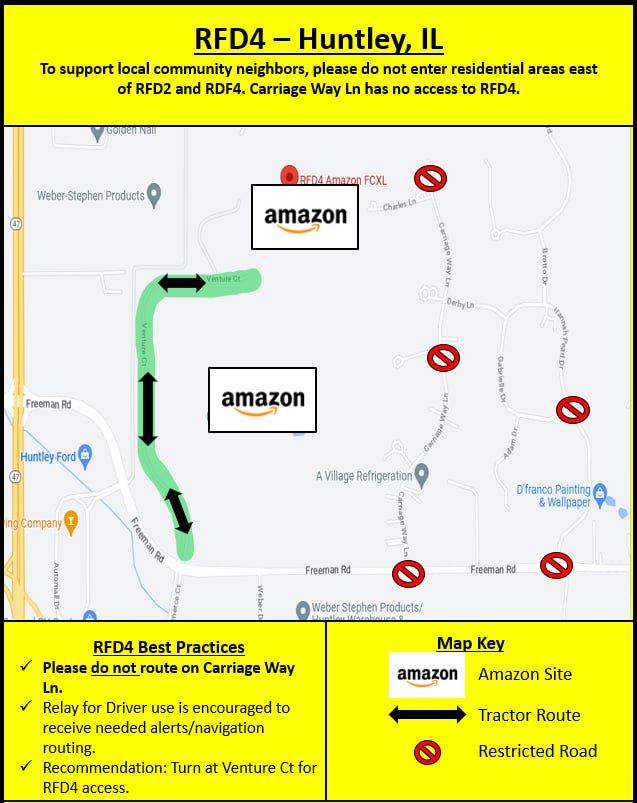 RFD4 – Huntley, IL
To support local community neighbors, please do not enter residential areas east
of RFD2 and RDF4. Carriage Way Ln has no access to RFD4.
Golden Nail
RFD4 Amazon FCXL
Weber-Stephen Products
amazon
Charles Ln
47
Carriage Way Ln
Brotto Dr
Venture Ct
Derby Ln
Hannah Pearl Dr
Venture Ct
Gabrielle Dr
amazon
Freeman Rd
Carriage Way Ln
Adam Dr
Huntley Ford
47
A Village Refrigeration
D'franco Painting
& Wallpaper
ing Company
Carriage Way Ln
Freeman Rd
Freeman Rd
Freeman Rd
Automall Dr
merce Ct
Weber D
Weber Stephen Products/
Huntley Warehouse &
RFD4 Best Practices
✓ Please do not route on Carriage Way
Ln.
✓ Relay for Driver use is encouraged to
receive needed alerts/navigation
routing.
✓ Recommendation: Turn at Venture Ct for
RFD4 access.
Map Key
amazon
Amazon Site
Tractor Route
Restricted Road